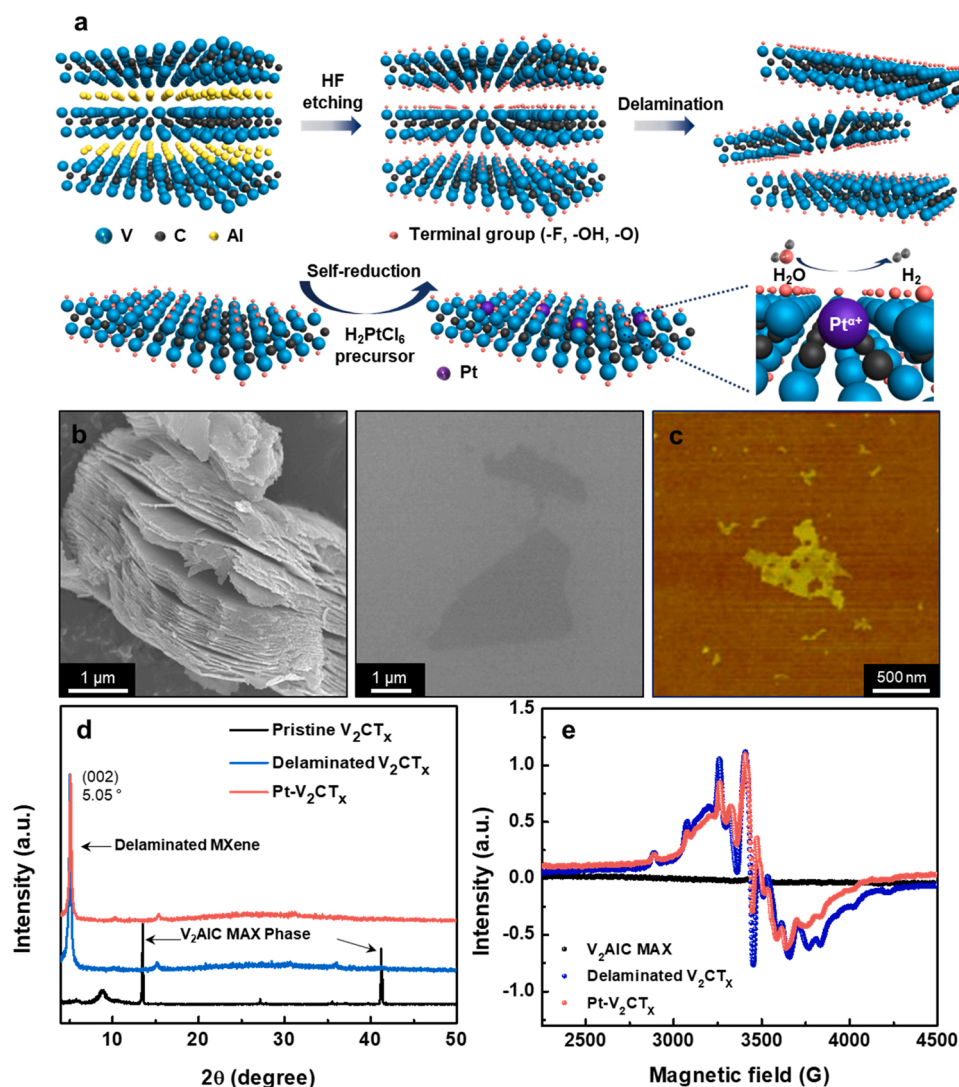 a
HF
etching
Delamination
V C Al
Terminal group (-F, -OH, -O)
Self-reduction
H₂PtCl₆
precursor
Pt
H₂O
H₂
Ptᵅ⁺
b
1 μm
1 μm
c
500 nm
d
Pristine V₂CTₓ
Delaminated V₂CTₓ
Pt-V₂CTₓ
(002)
5.05 °
Delaminated MXene
V₂AlC MAX Phase
Intensity (a.u.)
10 20 30 40 50
2θ (degree)
e
1.5
1.0
0.5
0.0
-0.5
-1.0
Intensity (a.u.)
V₂AlC MAX
Delaminated V₂CTₓ
Pt-V₂CTₓ
2500 3000 3500 4000 4500
Magnetic field (G)